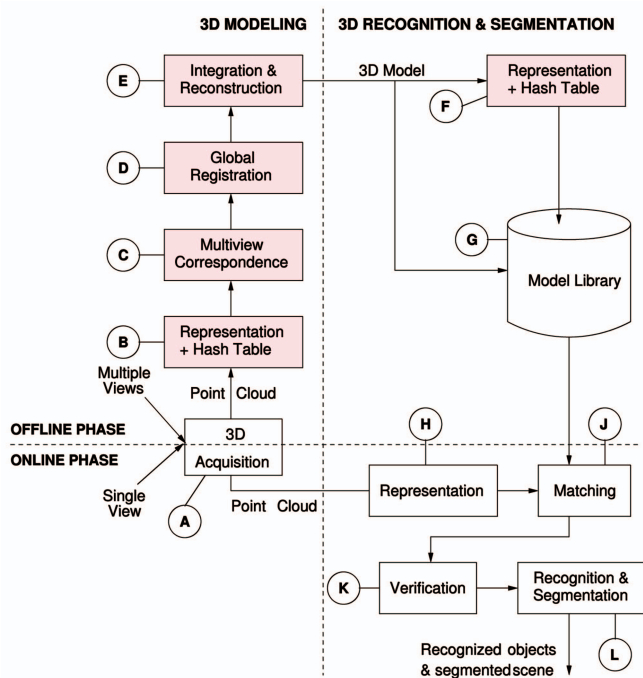 3D MODELING
3D RECOGNITION & SEGMENTATION
E
Integration &
Reconstruction
3D Model
Representation
+ Hash Table
F
D
Global
Registration
C
Multiview
Correspondence
G
Model Library
B
Representation
+ Hash Table
Multiple
Views
Point Cloud
OFFLINE PHASE
ONLINE PHASE
3D
Acquisition
H
J
Single
View
A
Point Cloud
Representation
Matching
K
Verification
Recognition &
Segmentation
Recognized objects
& segmented scene
L